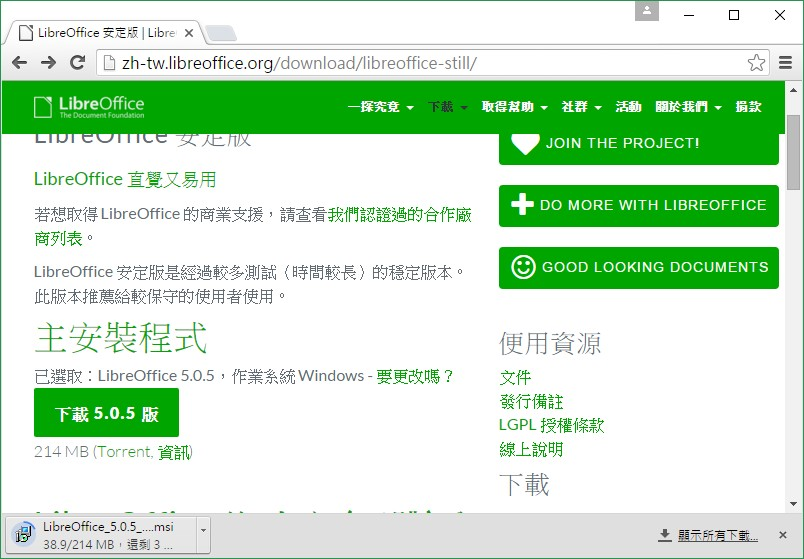 LibreOffice 安定版 | Libre
zh-tw.libreoffice.org/download/libreoffice-still/
LibreOffice
The Document Foundation
一探究竟 下載 取得幫助 社群 活動 關於我們 捐款
LibreOffice 安定版
LibreOffice 直覺又易用
若想取得 LibreOffice 的商業支援，請查看我們認證過的合作廠
商列表。
LibreOffice 安定版是經過較多測試（時間較長）的穩定版本。
此版本推薦給較保守的使用者使用。
主安裝程式
已選取：LibreOffice 5.0.5，作業系統 Windows - 要更改嗎？
下載 5.0.5 版
214 MB (Torrent, 資訊)
JOIN THE PROJECT!
DO MORE WITH LIBREOFFICE
GOOD LOOKING DOCUMENTS
使用資源
文件
發行備註
LGPL 授權條款
線上說明
下載
LibreOffice_5.0.5_....msi
38.9/214 MB，還剩 3 ...
顯示所有下載...